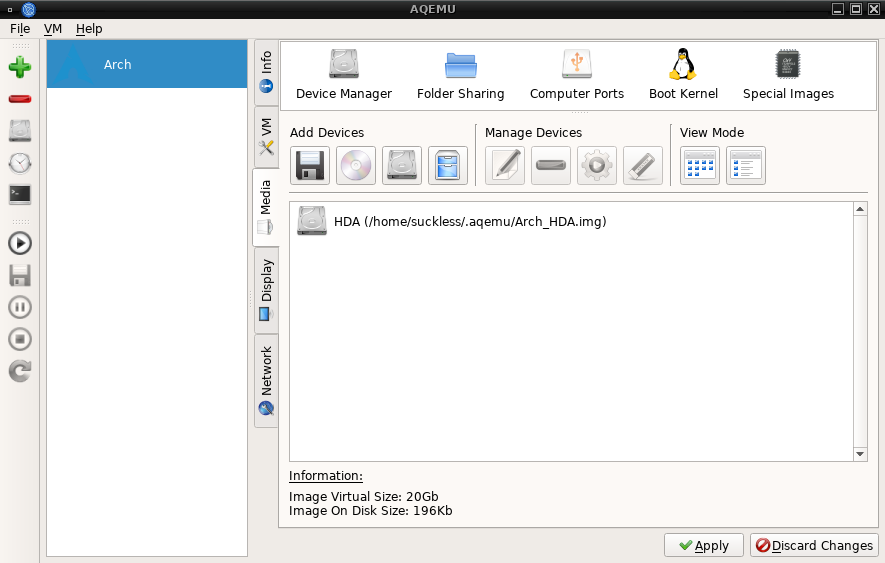 AQEMU
File VM Help
Arch
Info
VM
Media
Display
Network
Device Manager
Folder Sharing
Computer Ports
Boot Kernel
Special Images
Add Devices
Manage Devices
View Mode
HDA (/home/suckless/.aqemu/Arch_HDA.img)
Information:
Image Virtual Size: 20Gb
Image On Disk Size: 196Kb
Apply
Discard Changes